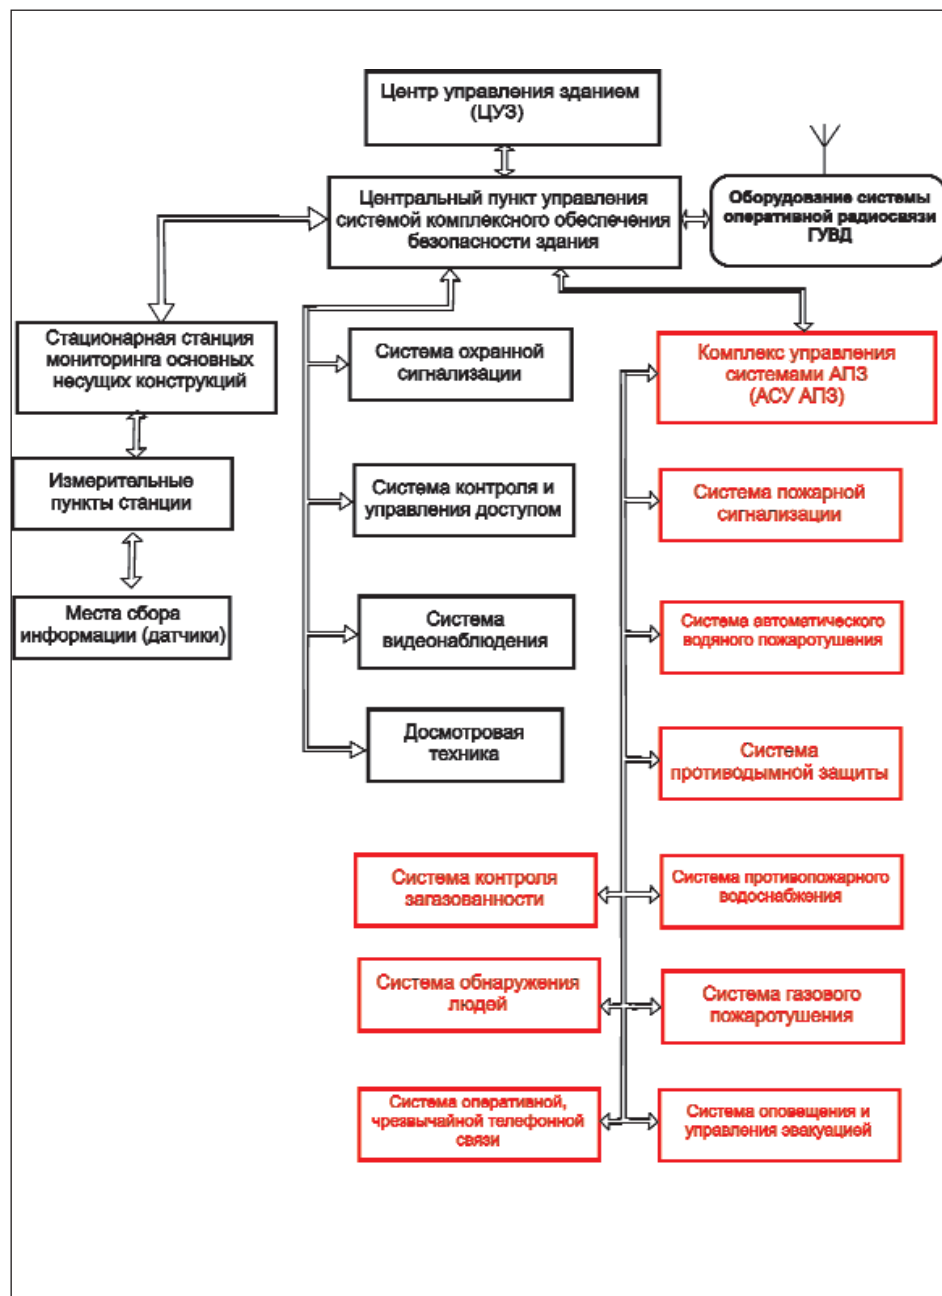 Центр управления зданием
(ЦУЗ)
Центральный пункт управления
системой комплексного обеспечения
безопасности здания
Оборудование системы
оперативной радиосвязи
ГУВД
Стационарная станция
мониторинга основных
несущих конструкций
Система охранной
сигнализации
Комплекс управления
системами АПЗ
(АСУ АПЗ)
Измерительные
пункты станции
Система контроля и
управления доступом
Система пожарной
сигнализации
Места сбора
информации (датчики)
Система
видеонаблюдения
Система автоматического
водяного пожаротушения
Досмотровая
техника
Система
противодымной защиты
Система контроля
загазованности
Система противопожарного
водоснабжения
Система обнаружения
людей
Система газового
пожаротушения
Система оперативной,
чрезвычайной телефонной
связи
Система оповещения и
управления эвакуацией